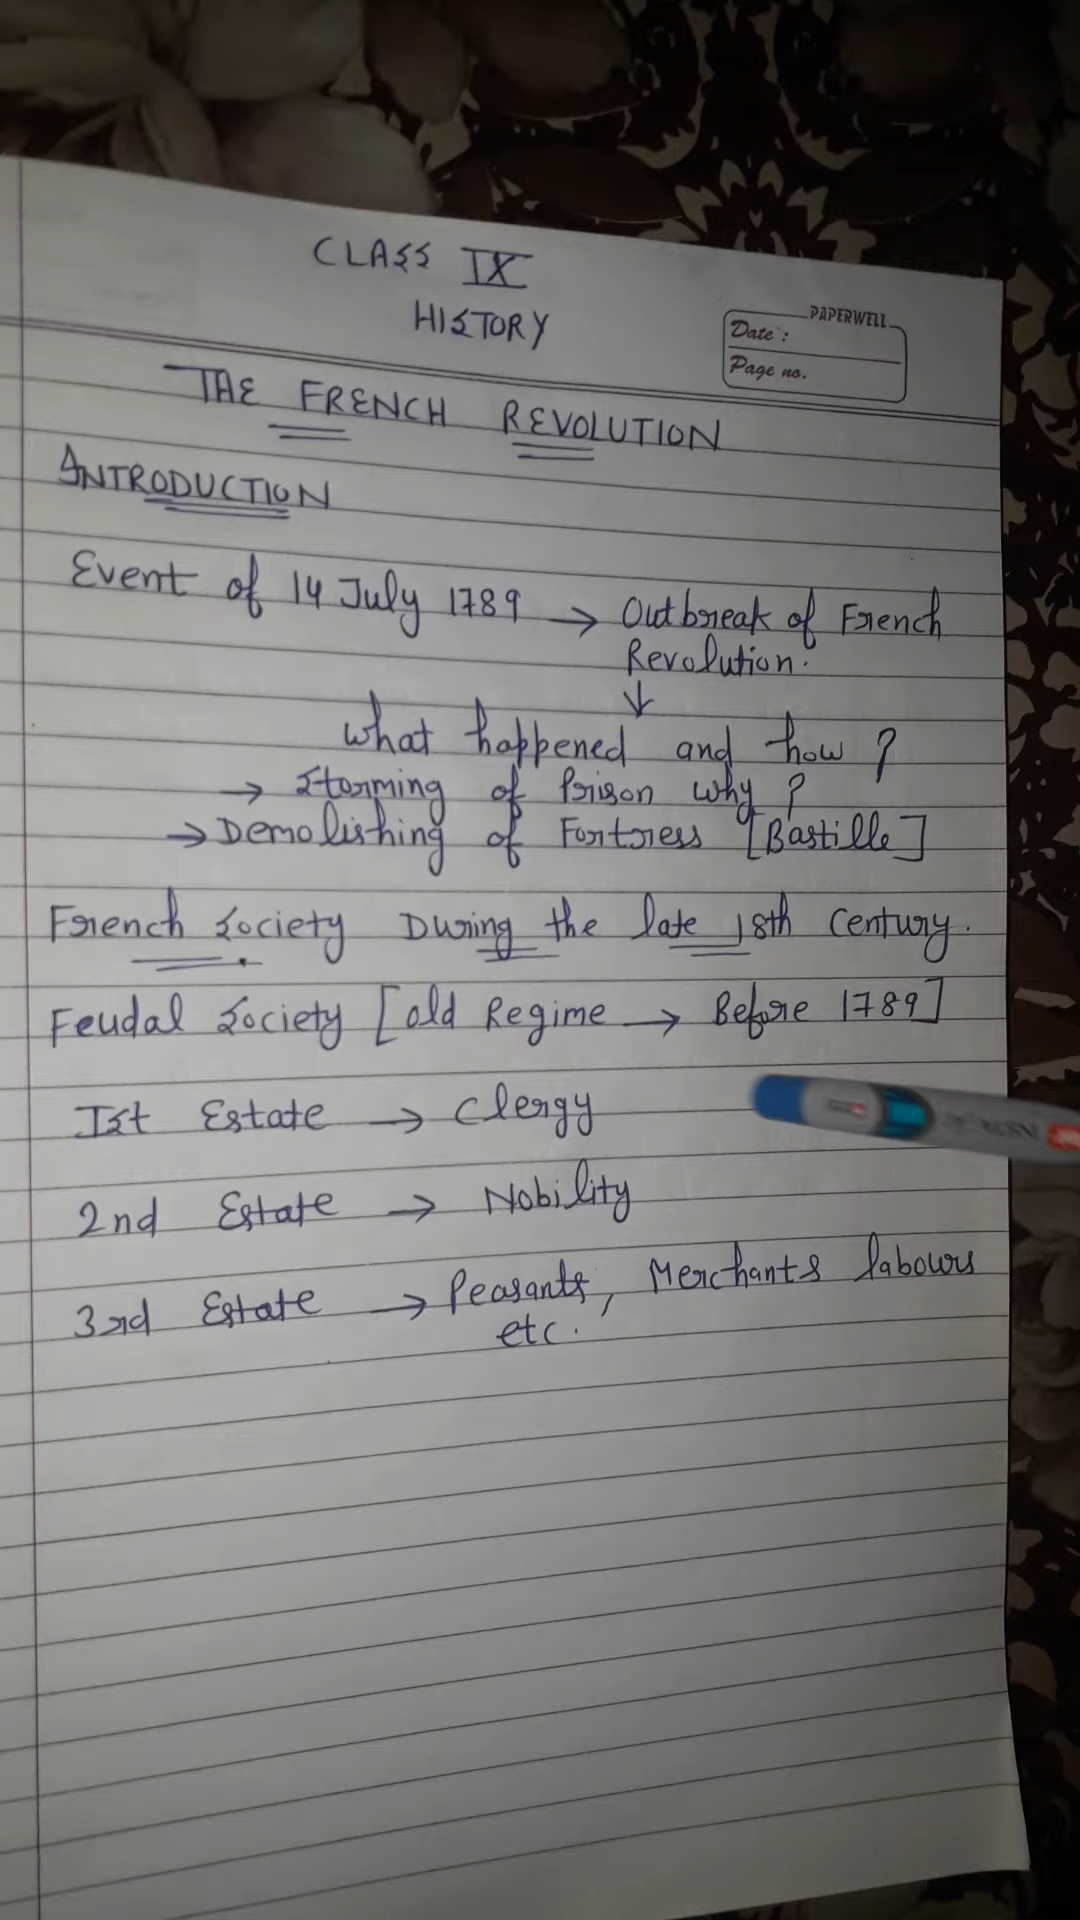 CLASS IX
HISTORY
PAPERWELL
Date :
Page no.
THE FRENCH REVOLUTION
INTRODUCTION
Event of 14 July 1789 → Outbreak of French
Revolution.
↓
what happened and how ?
→ Storming of Prison why ?
→ Demolishing of Fortress [Bastille]
French Society During the late 18th Century.
Feudal Society [old Regime → Before 1789]
Ist Estate → Clergy
2nd Estate → Nobility
3rd Estate → Peasants, Merchants labours
etc.